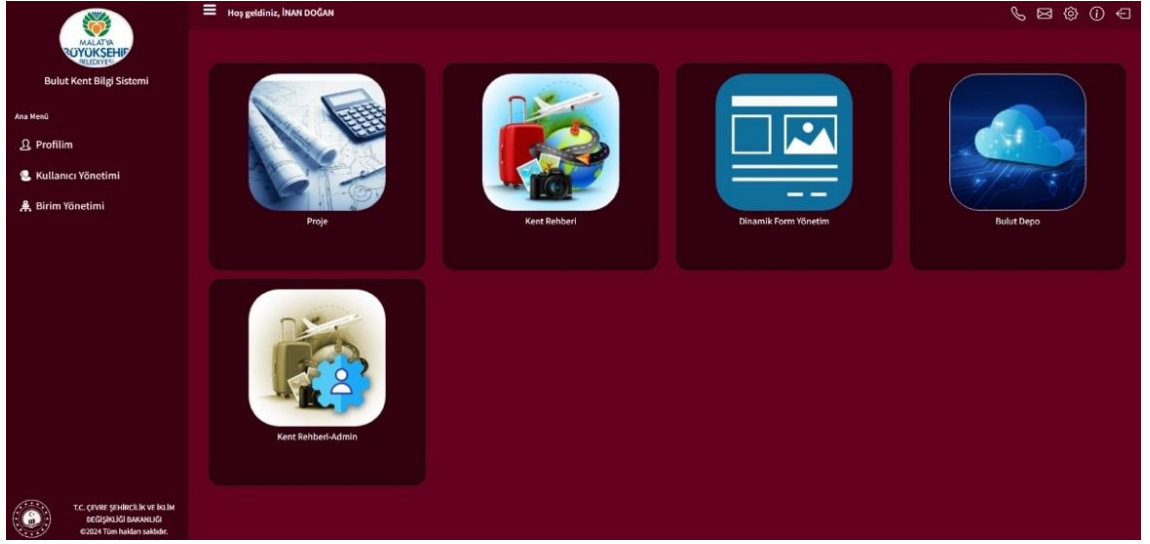 Hoş geldiniz, İNAN DOĞAN
MALATYA
BÜYÜKŞEHİR
BELEDİYESİ
Bulut Kent Bilgi Sistemi
Ana Menü
Profilim
Kullanıcı Yönetimi
Birim Yönetimi
Proje
Kent Rehberi
Dinamik Form Yönetim
Bulut Depo
Kent Rehberi-Admin
T.C. ÇEVRE ŞEHİRCİLİK VE İKLİM
DEĞİŞİKLİĞİ BAKANLIĞI
©2024 Tüm hakları saklıdır.